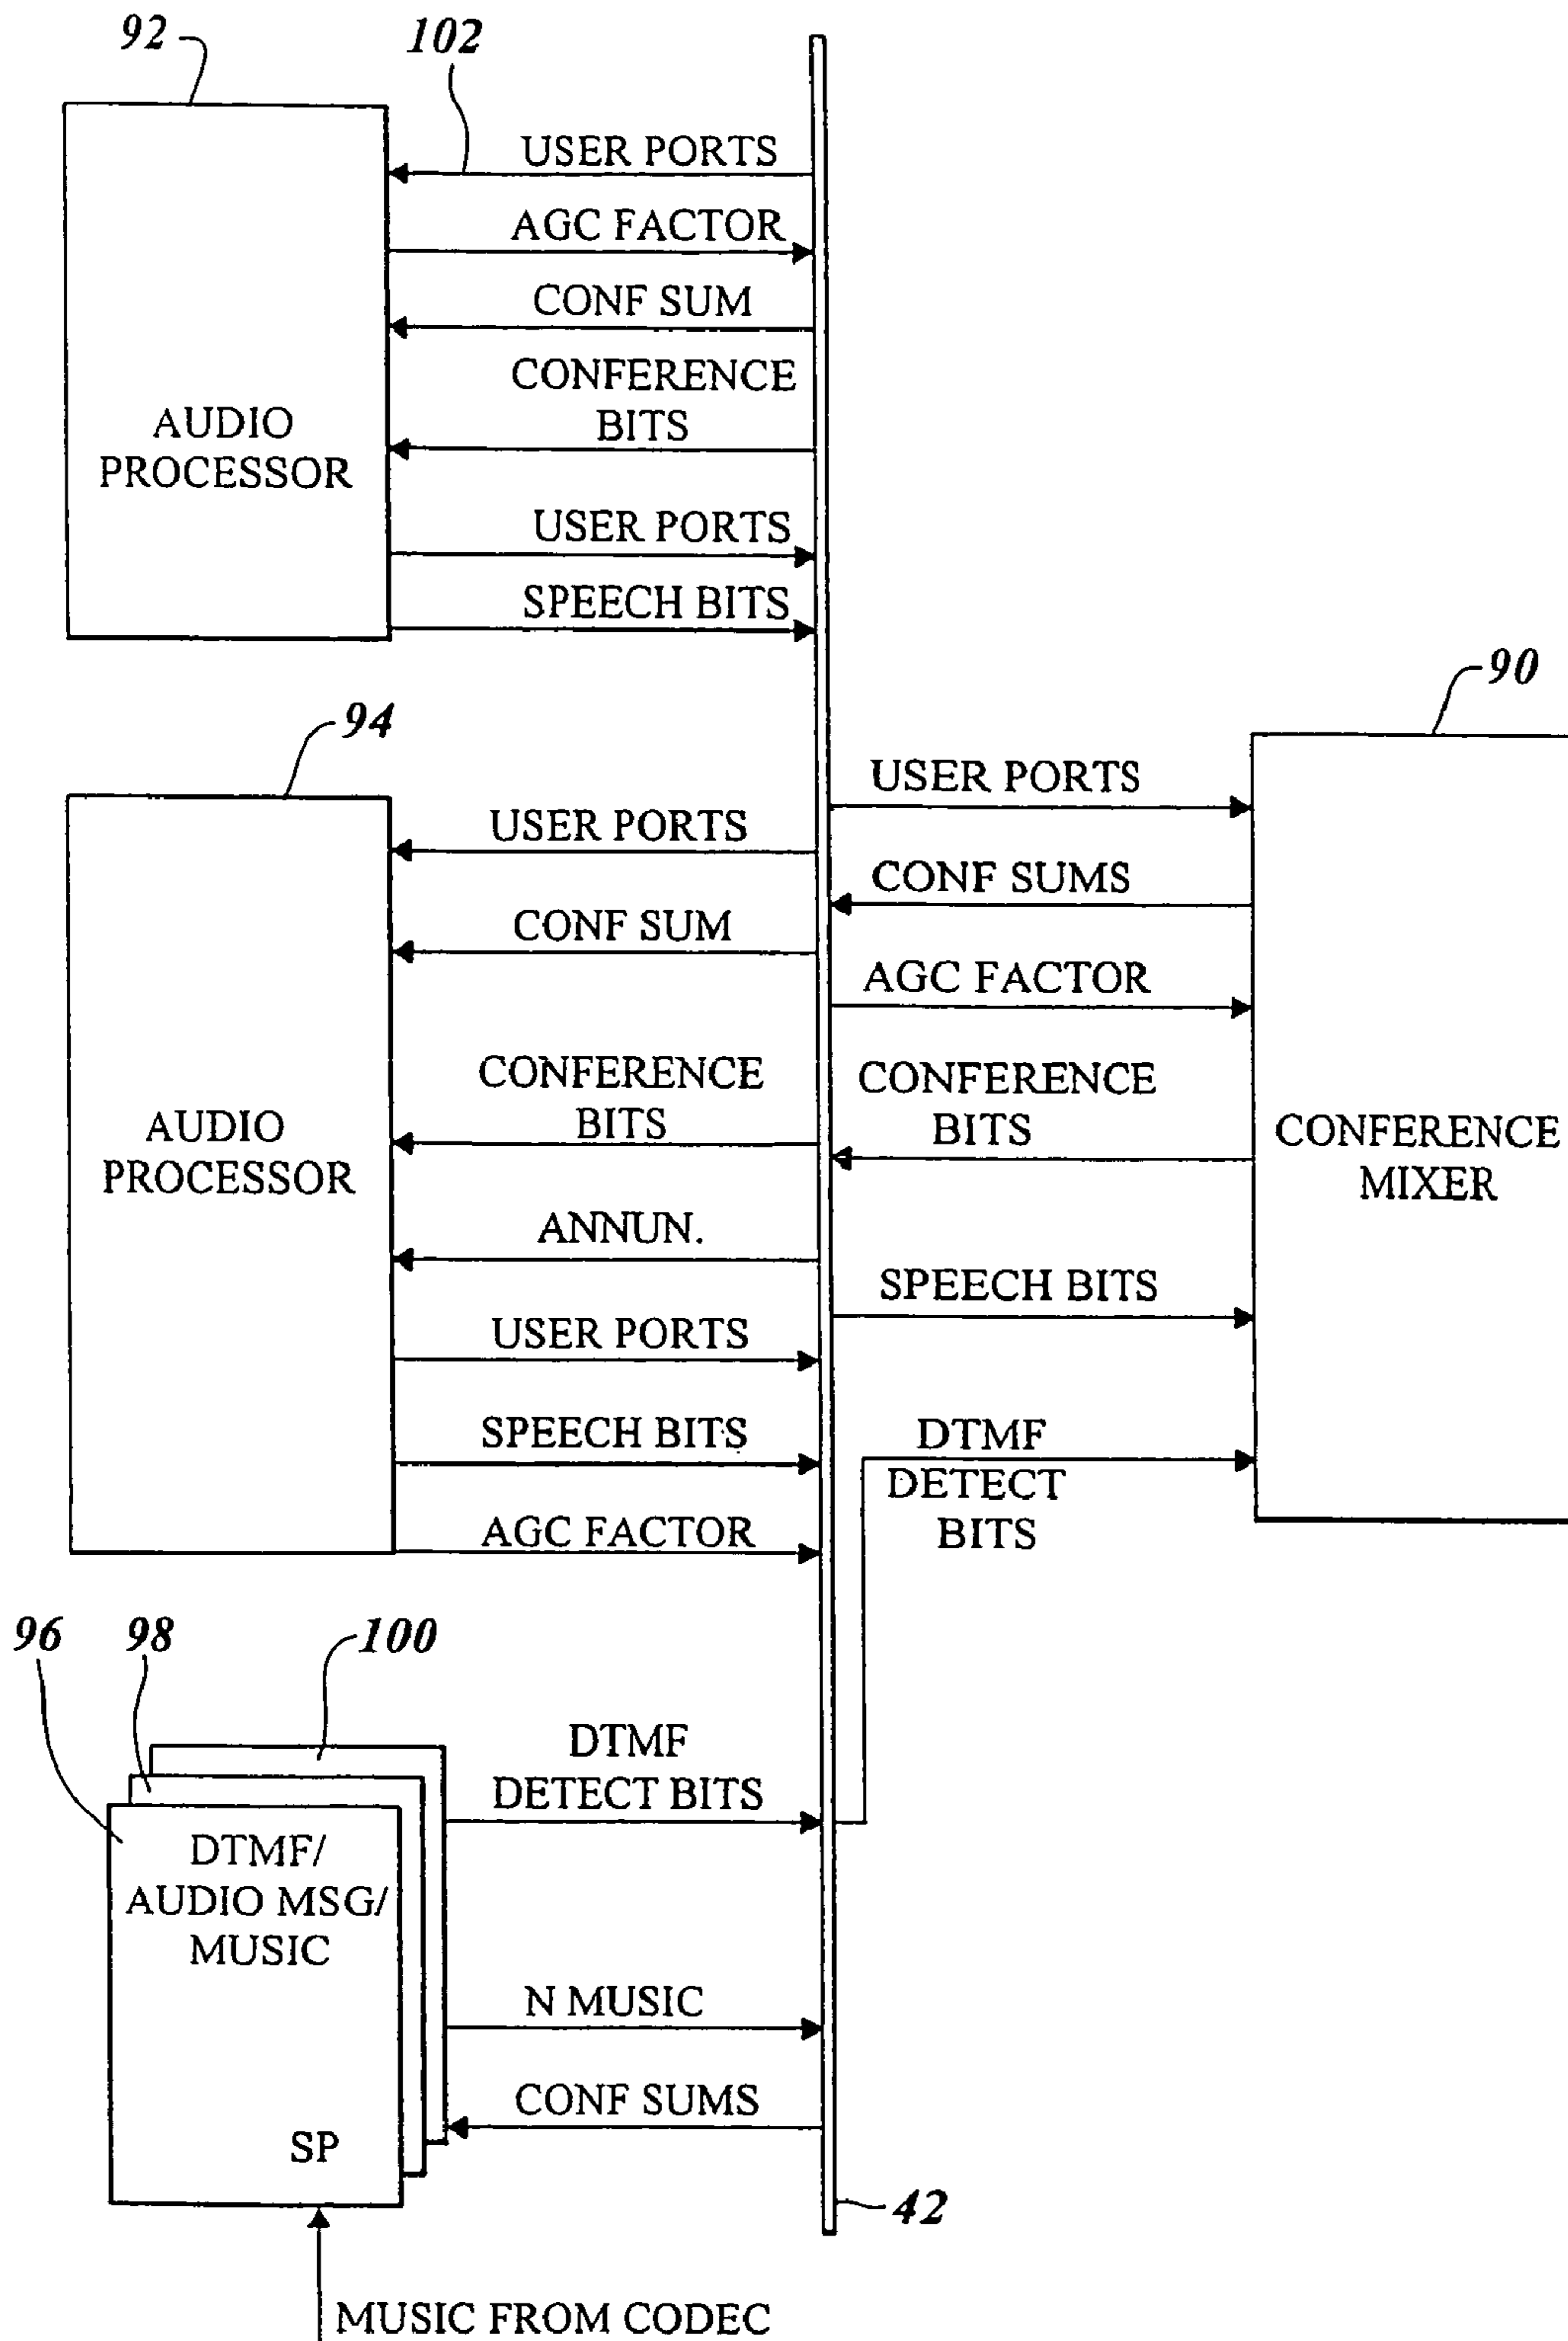 92
102
USER PORTS
AGC FACTOR
CONF SUM
CONFERENCE
BITS
AUDIO
PROCESSOR
USER PORTS
SPEECH BITS
94
USER PORTS
CONF SUM
CONFERENCE
BITS
AUDIO
PROCESSOR
ANNUN.
USER PORTS
SPEECH BITS
AGC FACTOR
90
USER PORTS
CONF SUMS
AGC FACTOR
CONFERENCE
BITS
CONFERENCE
MIXER
SPEECH BITS
DTMF
DETECT
BITS
96
98
100
DTMF
DETECT BITS
DTMF/
AUDIO MSG/
MUSIC
N MUSIC
CONF SUMS
SP
42
MUSIC FROM CODEC